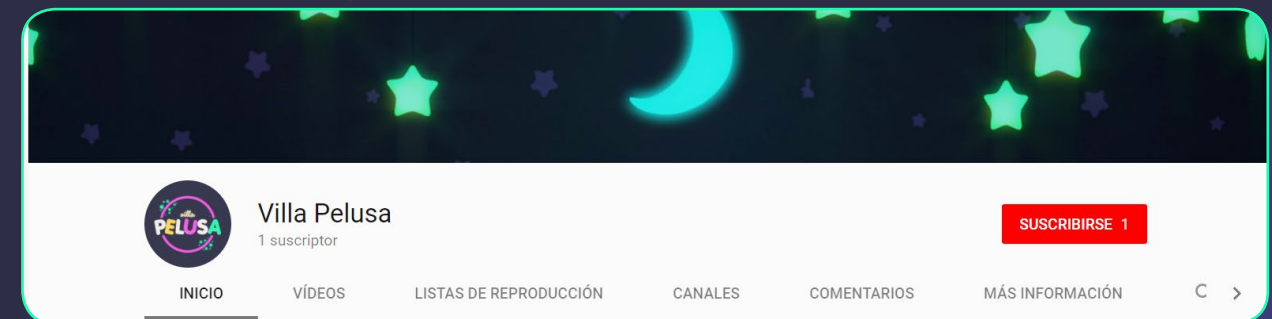 villa
PELUSA
Villa Pelusa
1 suscriptor
SUSCRIBIRSE 1
INICIO VÍDEOS LISTAS DE REPRODUCCIÓN CANALES COMENTARIOS MÁS INFORMACIÓN